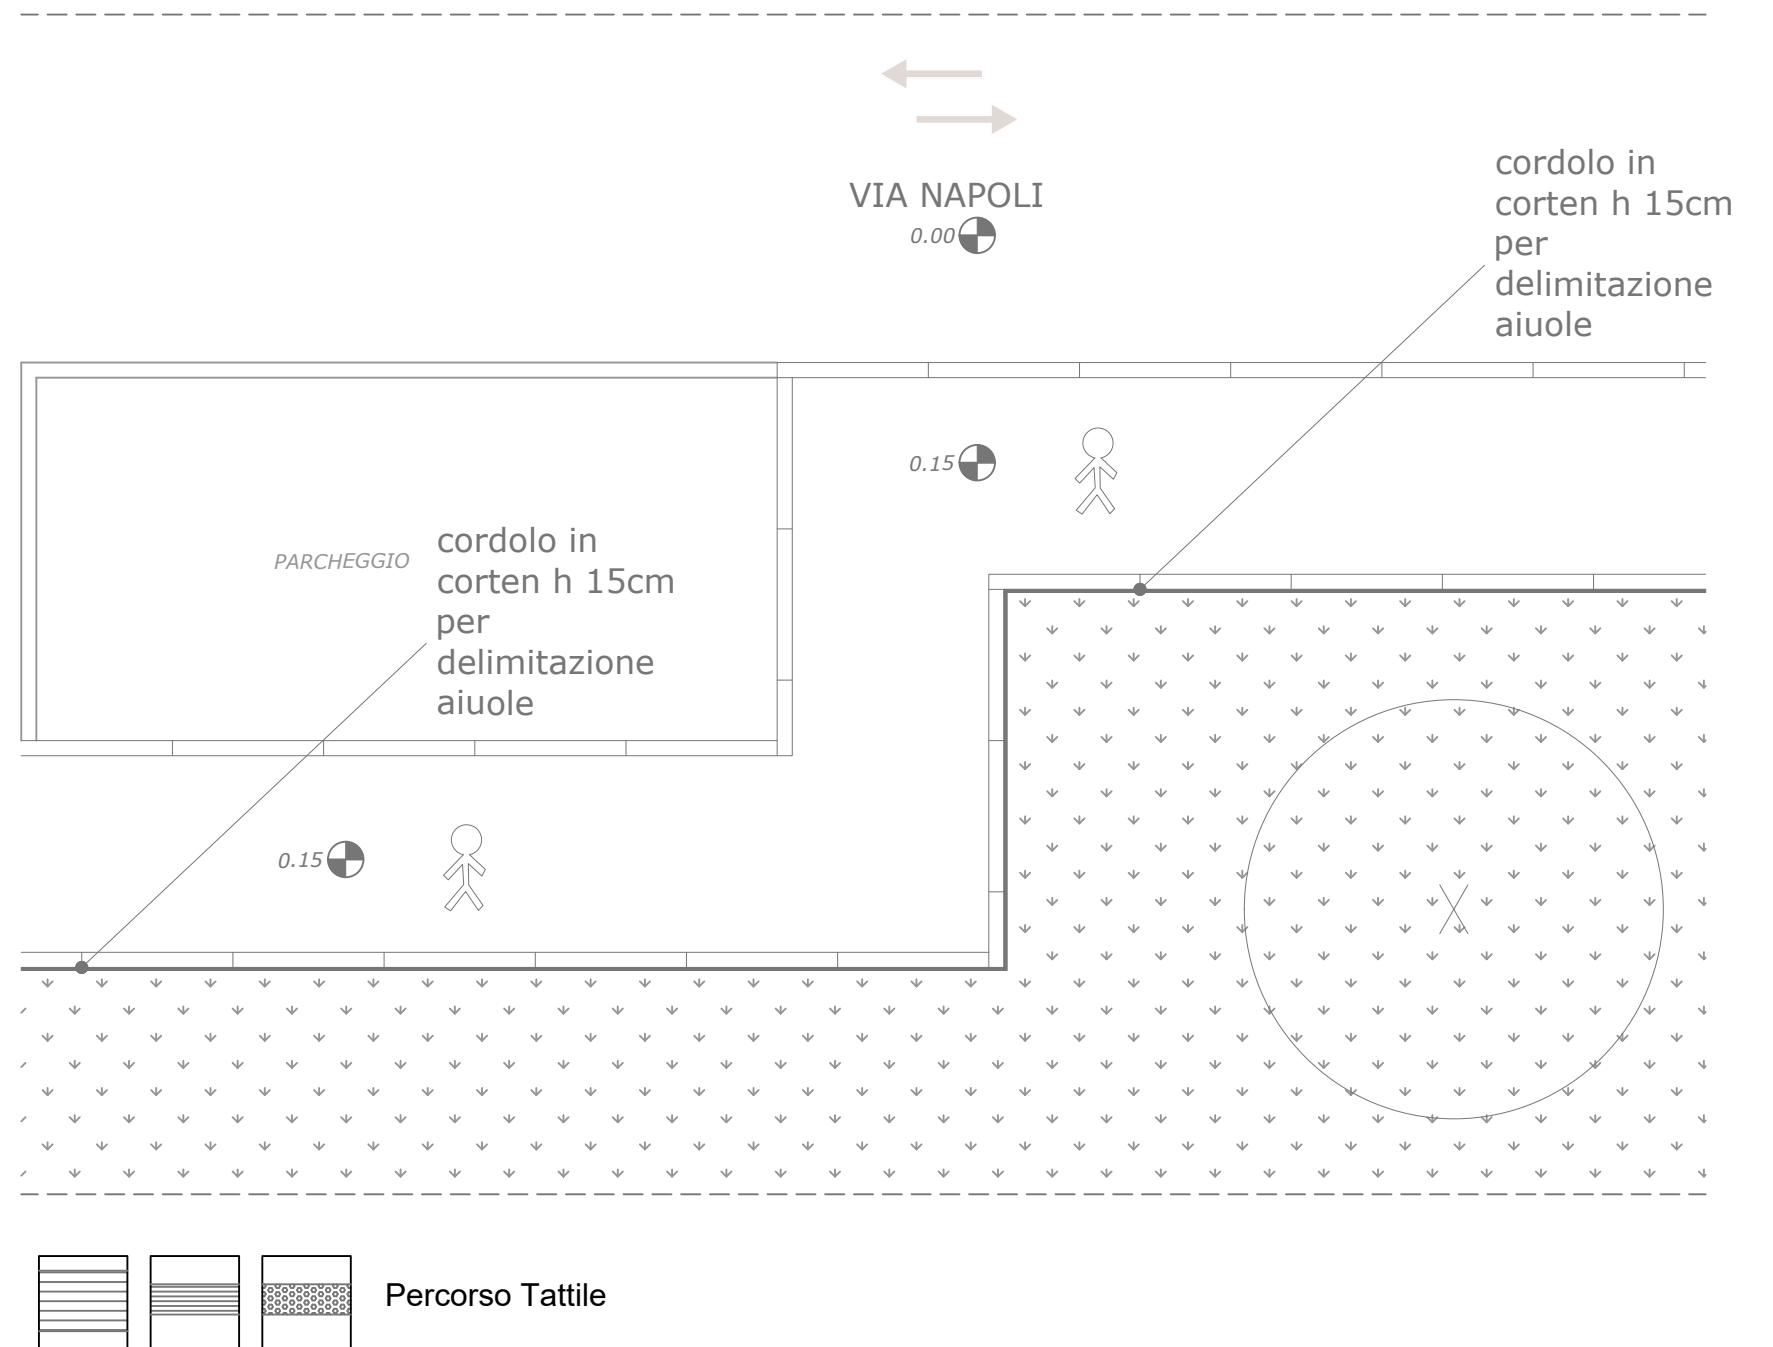 VIA NAPOLI
0.00
cordolo in
corten h 15cm
per
delimitazione
aiuole
0.15
PARCHEGGIO
cordolo in
corten h 15cm
per
delimitazione
aiuole
0.15
Percorso Tattile